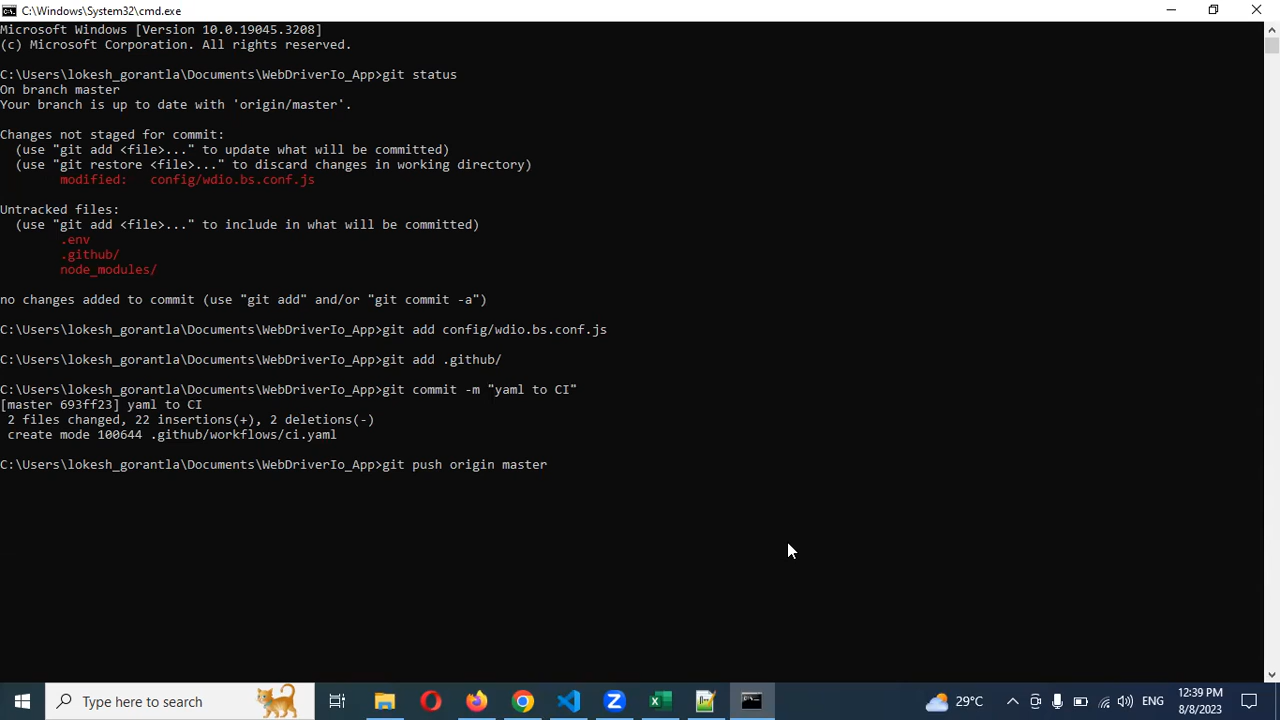 C:\Windows\System32\cmd.exe
Microsoft Windows [Version 10.0.19045.3208]
(c) Microsoft Corporation. All rights reserved.
C:\Users\lokesh_gorantla\Documents\WebDriverIo_App>git status
On branch master
Your branch is up to date with 'origin/master'.
Changes not staged for commit:
(use "git add <file>..." to update what will be committed)
(use "git restore <file>..." to discard changes in working directory)
modified:   config/wdio.bs.conf.js
Untracked files:
(use "git add <file>..." to include in what will be committed)
.env
.github/
node_modules/
no changes added to commit (use "git add" and/or "git commit -a")
C:\Users\lokesh_gorantla\Documents\WebDriverIo_App>git add config/wdio.bs.conf.js
C:\Users\lokesh_gorantla\Documents\WebDriverIo_App>git add .github/
C:\Users\lokesh_gorantla\Documents\WebDriverIo_App>git commit -m "yaml to CI"
[master 693ff23] yaml to CI
2 files changed, 22 insertions(+), 2 deletions(-)
create mode 100644 .github/workflows/ci.yaml
C:\Users\lokesh_gorantla\Documents\WebDriverIo_App>git push origin master
Type here to search
29°C
ENG
12:39 PM
8/8/2023